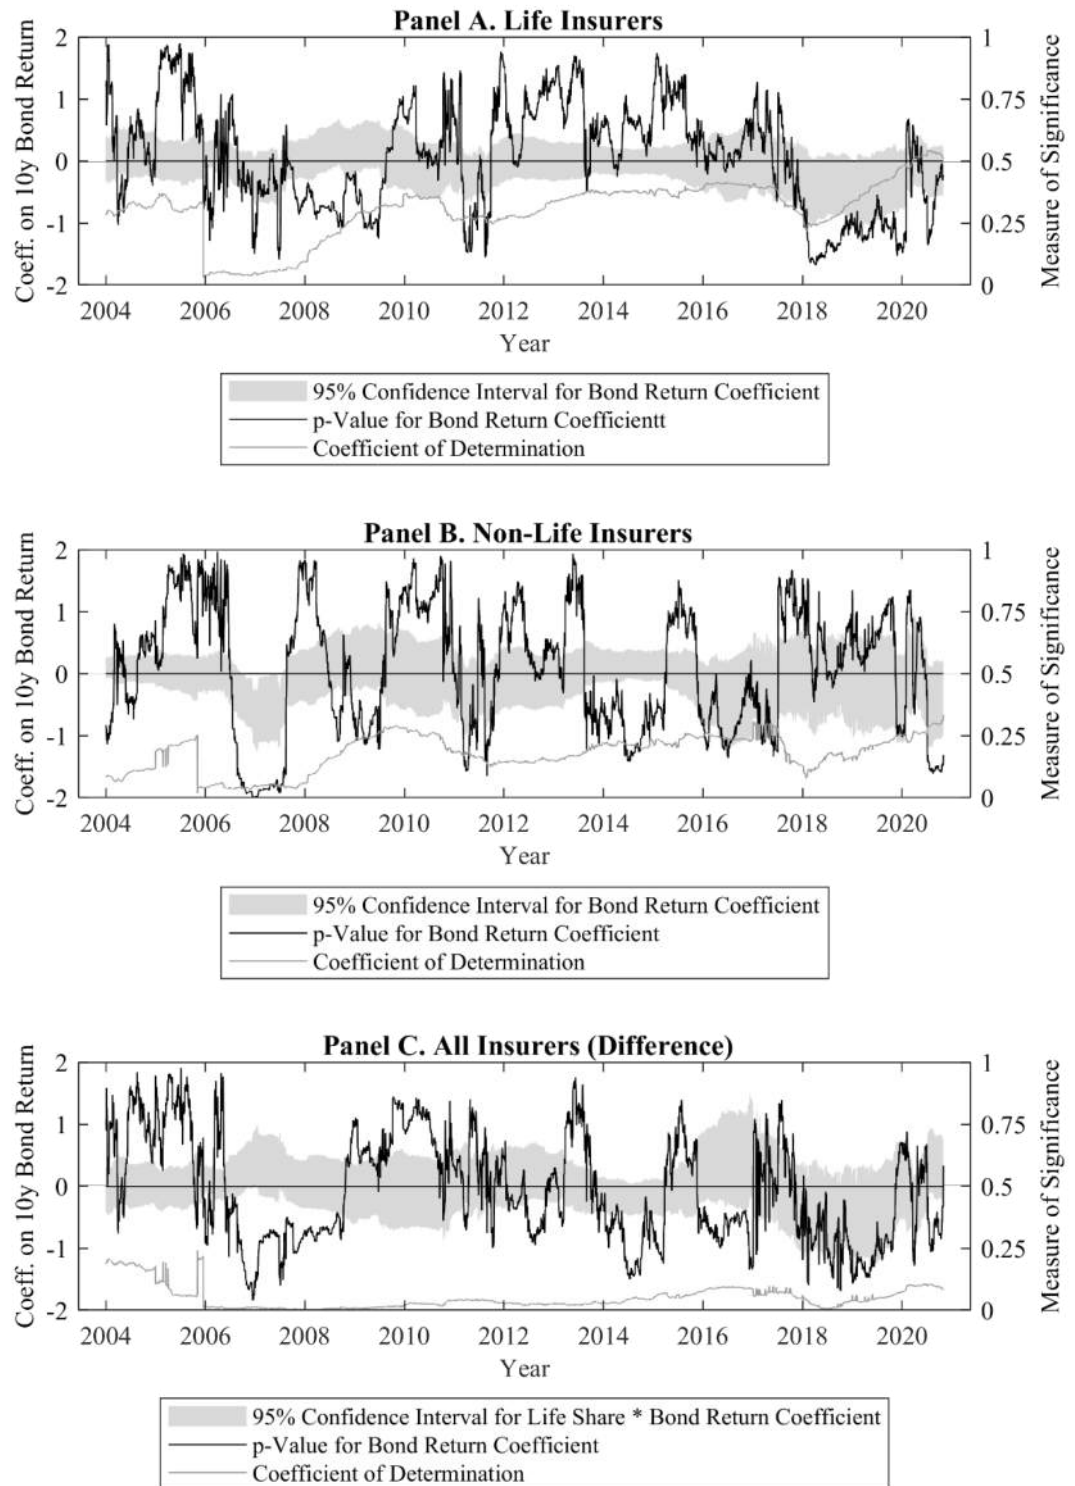 Panel A. Life Insurers
Coeff. on 10y Bond Return
2
1
0
-1
-2
1
0.75
0.5
0.25
0
Measure of Significance
2004 2006 2008 2010 2012 2014 2016 2018 2020
Year
95% Confidence Interval for Bond Return Coefficient
p-Value for Bond Return Coefficientt
Coefficient of Determination
Panel B. Non-Life Insurers
Coeff. on 10y Bond Return
2
1
0
-1
-2
1
0.75
0.5
0.25
0
Measure of Significance
2004 2006 2008 2010 2012 2014 2016 2018 2020
Year
95% Confidence Interval for Bond Return Coefficient
p-Value for Bond Return Coefficient
Coefficient of Determination
Panel C. All Insurers (Difference)
Coeff. on 10y Bond Return
2
1
0
-1
-2
1
0.75
0.5
0.25
0
Measure of Significance
2004 2006 2008 2010 2012 2014 2016 2018 2020
Year
95% Confidence Interval for Life Share * Bond Return Coefficient
p-Value for Bond Return Coefficient
Coefficient of Determination